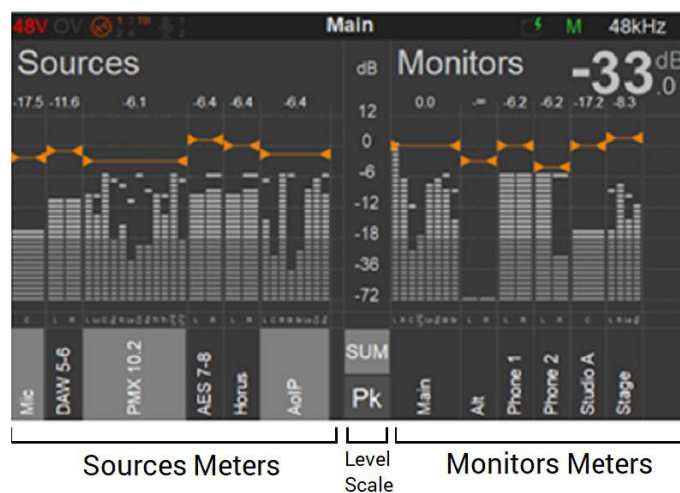 48V OV Main M 48kHz
Sources dB Monitors -33.0 dB
-17.5 -11.6 -6.1 -6.4 -6.4 -6.4 0.0 -∞ -6.2 -6.2 -17.2 -8.3
12
0
-6
-12
-18
-36
-72
C L R L R L R L R L R L R C
SUM
Mic DAW 5-6 PMX 10.2 AES 7-8 Horus AoIP Pk Main Alt Phone 1 Phone 2 Studio A Stage
Sources Meters Level Scale Monitors Meters